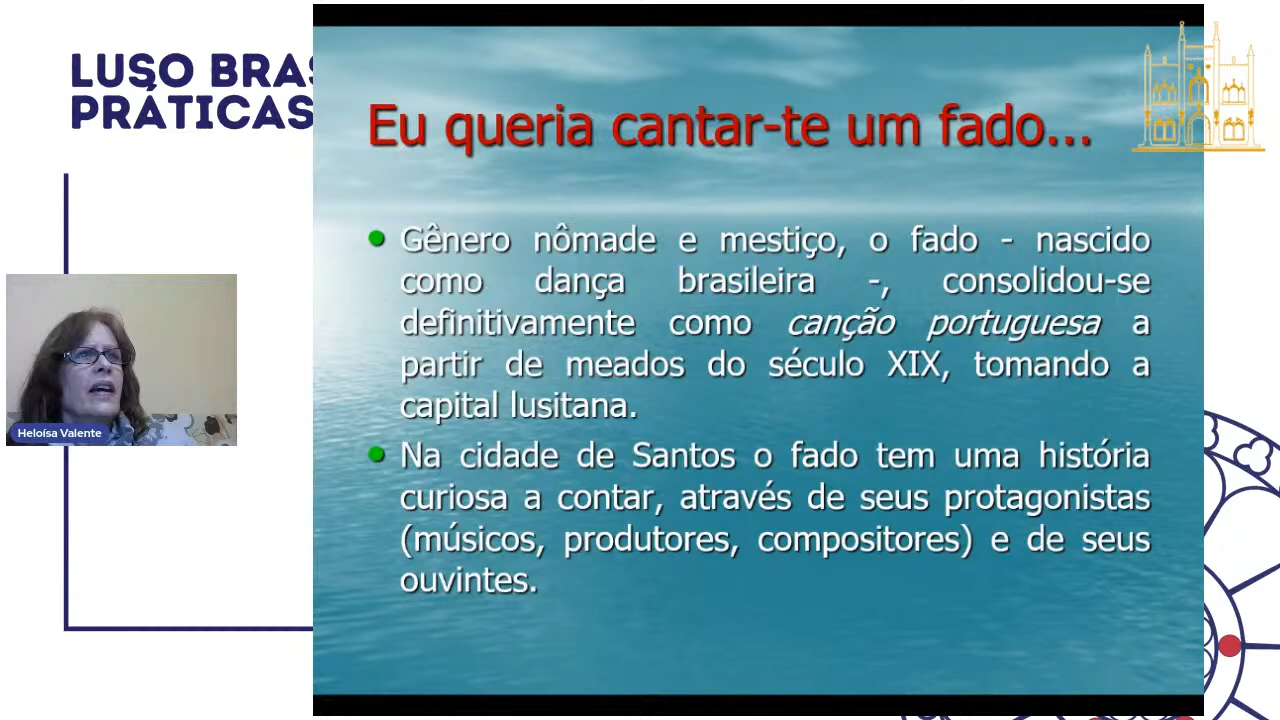 LUSO BRAS
PRÁTICAS
Eu queria cantar-te um fado...
Gênero nômade e mestiço, o fado - nascido
como dança brasileira -, consolidou-se
definitivamente como canção portuguesa a
partir de meados do século XIX, tomando a
capital lusitana.
Na cidade de Santos o fado tem uma história
curiosa a contar, através de seus protagonistas
(músicos, produtores, compositores) e de seus
ouvintes.
Heloísa Valente